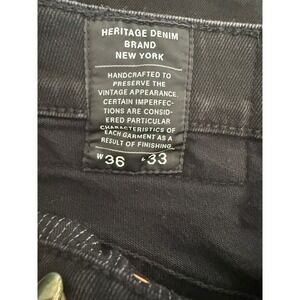 HERITAGE DENIM
BRAND
NEW YORK
HANDCRAFTED TO
PRESERVE THE
VINTAGE APPEARANCE.
CERTAIN IMPERFEC-
TIONS ARE CONSID-
ERED PARTICULAR
CHARACTERISTICS OF
EACH GARMENT AS A
RESULT OF FINISHING.
W36 L33